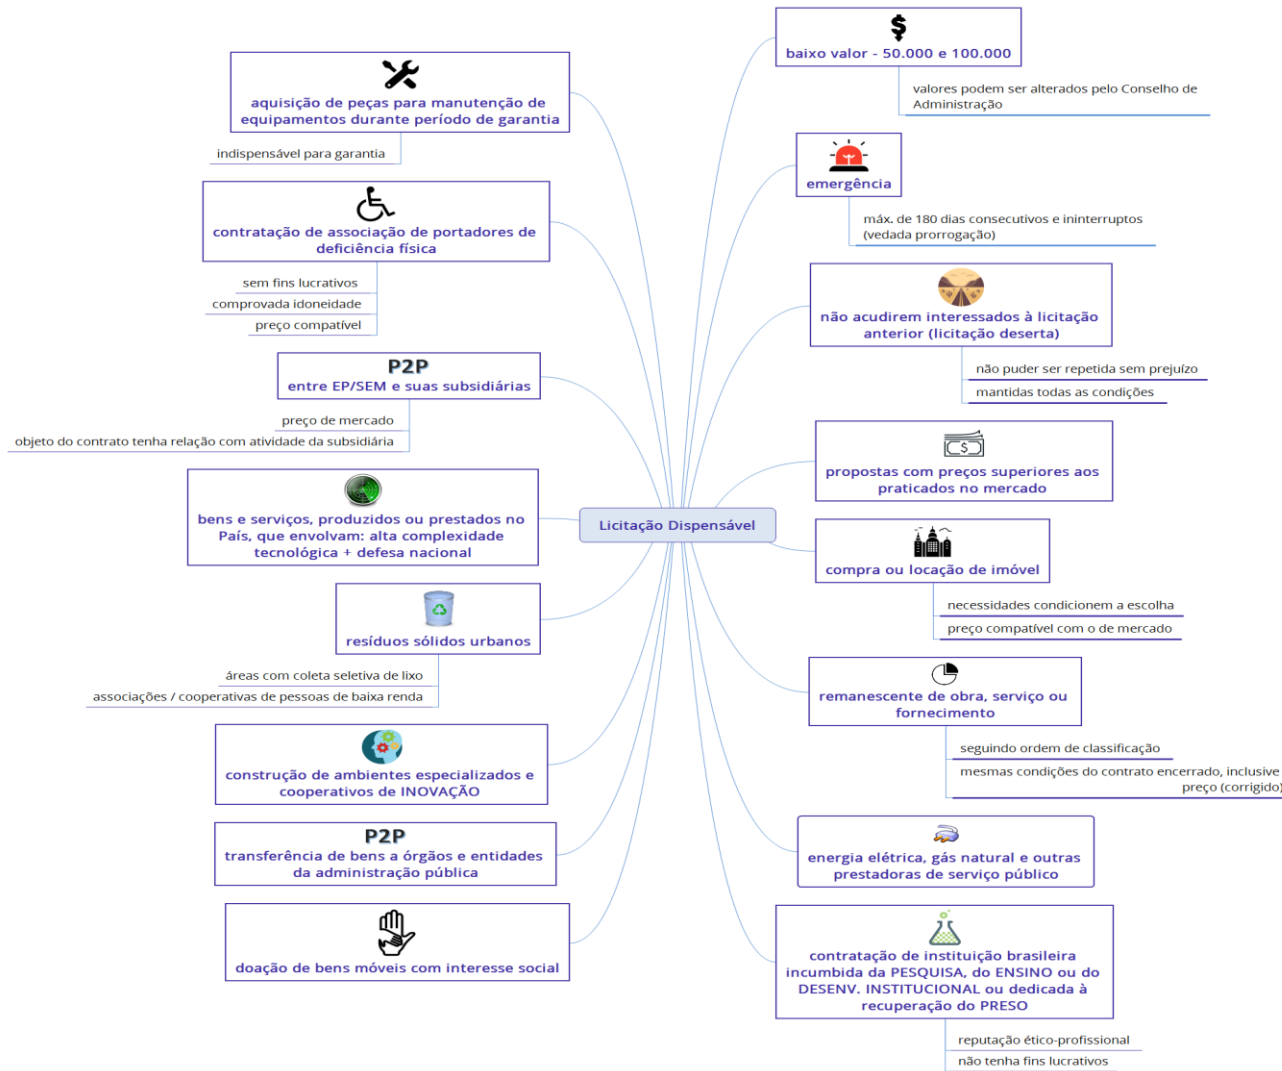 Licitação Dispensável
baixo valor - 50.000 e 100.000
valores podem ser alterados pelo Conselho de
Administração
emergência
máx. de 180 dias consecutivos e ininterruptos
(vedada prorrogação)
não acudirem interessados à licitação
anterior (licitação deserta)
não puder ser repetida sem prejuízo
mantidas todas as condições
propostas com preços superiores aos
praticados no mercado
compra ou locação de imóvel
necessidades condicionem a escolha
preço compatível com o de mercado
remanescente de obra, serviço ou
fornecimento
seguindo ordem de classificação
mesmas condições do contrato encerrado, inclusive
preço (corrigido)
energia elétrica, gás natural e outras
prestadoras de serviço público
contratação de instituição brasileira
incumbida da PESQUISA, do ENSINO ou do
DESENV. INSTITUCIONAL ou dedicada à
recuperação do PRESO
reputação ético-profissional
não tenha fins lucrativos
aquisição de peças para manutenção de
equipamentos durante período de garantia
indispensável para garantia
contratação de associação de portadores de
deficiência física
sem fins lucrativos
comprovada idoneidade
preço compatível
P2P
entre EP/SEM e suas subsidiárias
preço de mercado
objeto do contrato tenha relação com atividade da subsidiária
bens e serviços, produzidos ou prestados no
País, que envolvam: alta complexidade
tecnológica + defesa nacional
resíduos sólidos urbanos
áreas com coleta seletiva de lixo
associações / cooperativas de pessoas de baixa renda
construção de ambientes especializados e
cooperativos de INOVAÇÃO
P2P
transferência de bens a órgãos e entidades
da administração pública
doação de bens móveis com interesse social